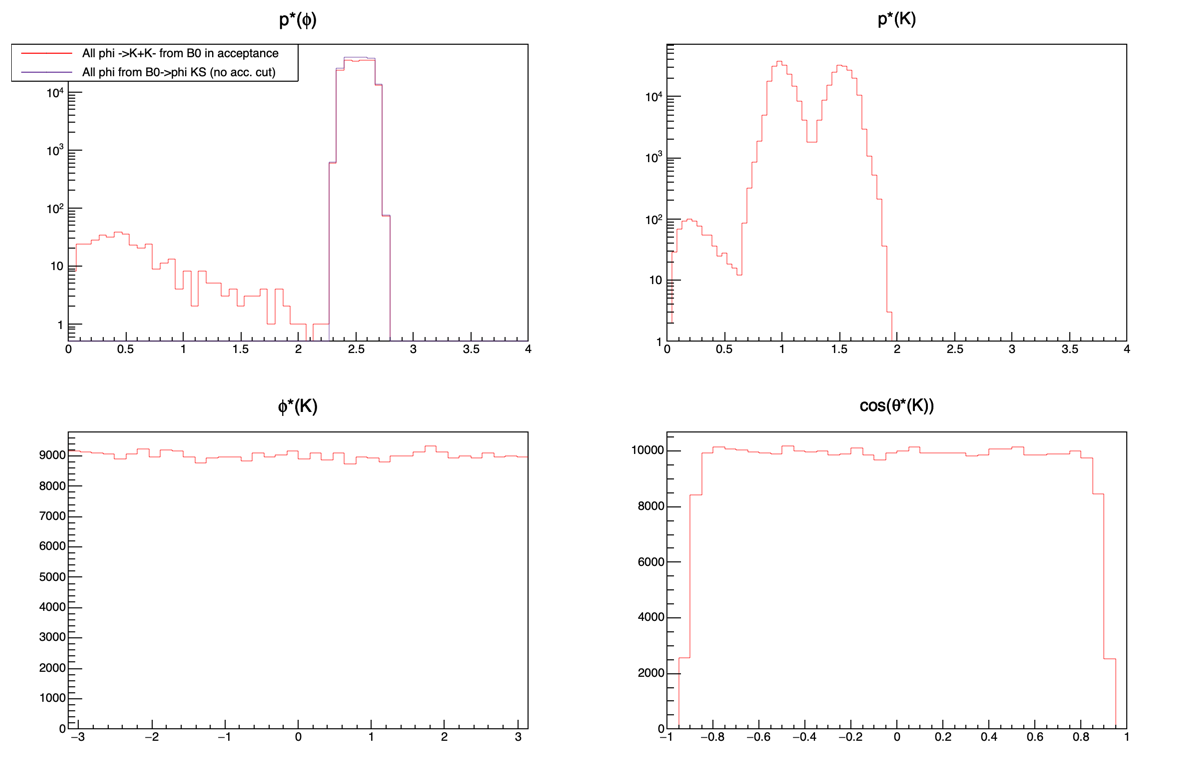 p*(ϕ)
All phi ->K+K- from B0 in acceptance
All phi from B0->phi KS (no acc. cut)
10⁴
10³
10²
10
1
0 0.5 1 1.5 2 2.5 3 3.5 4
p*(K)
10⁴
10³
10²
10
1
0 0.5 1 1.5 2 2.5 3 3.5 4
ϕ*(K)
9000
8000
7000
6000
5000
4000
3000
2000
1000
0
−3 −2 −1 0 1 2 3
cos(θ*(K))
10000
8000
6000
4000
2000
0
−1 −0.8 −0.6 −0.4 −0.2 0 0.2 0.4 0.6 0.8 1